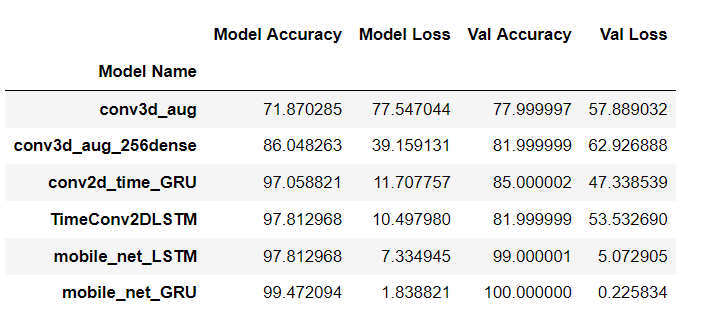 Model Accuracy Model Loss Val Accuracy Val Loss
Model Name
conv3d_aug 71.870285 77.547044 77.999997 57.889032
conv3d_aug_256dense 86.048263 39.159131 81.999999 62.926888
conv2d_time_GRU 97.058821 11.707757 85.000002 47.338539
TimeConv2DLSTM 97.812968 10.497980 81.999999 53.532690
mobile_net_LSTM 97.812968 7.334945 99.000001 5.072905
mobile_net_GRU 99.472094 1.838821 100.000000 0.225834